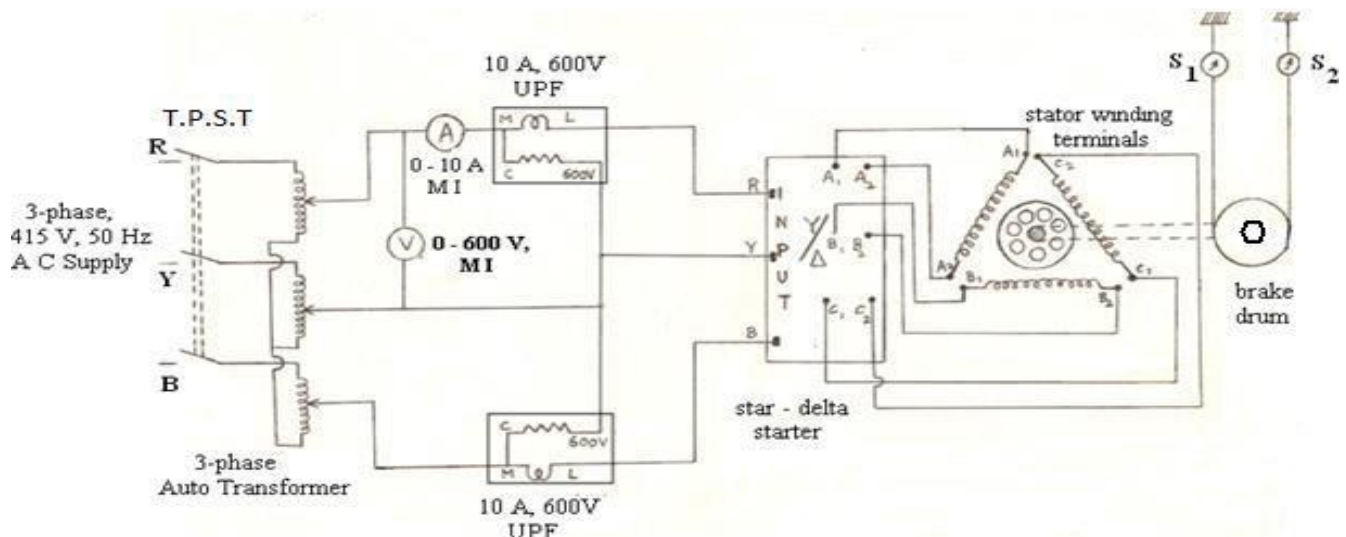 T.P.S.T
R
3-phase,
415 V, 50 Hz
A C Supply
Y
B
3-phase
Auto Transformer
A
0 - 10 A
M I
V
0 - 600 V,
MI
10 A, 600V
UPF
M L
C 600V
C 600V
M L
10 A, 600V
UPF
R
Y
B
I
N
P
U
T
A1 A2
Y/Δ
B1 B2
C1 C2
star - delta
starter
stator winding
terminals
A1
C2
A2
B1
B2
C1
S1
S2
brake
drum